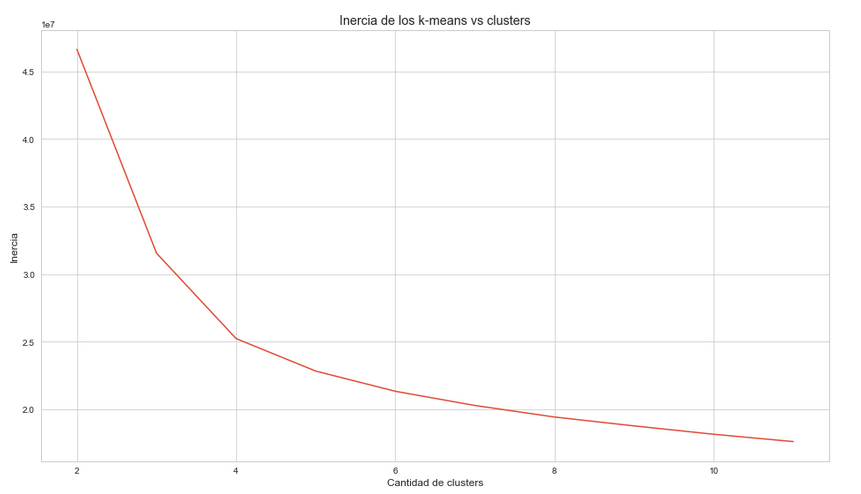 Inercia de los k-means vs clusters
1e7
4.5
4.0
3.5
3.0
2.5
2.0
Inercia
2 4 6 8 10
Cantidad de clusters